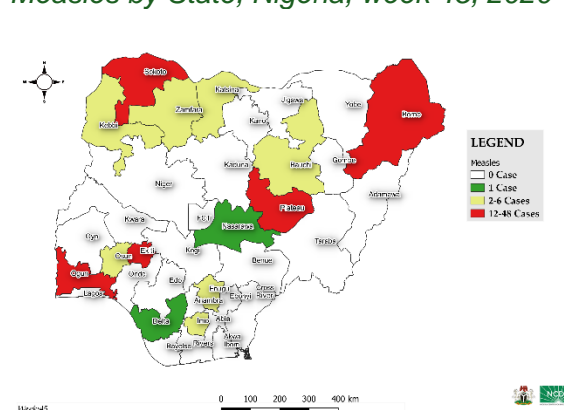 Measles by State, Nigeria, week 45, 2020
Sokoto
Katsina
Jigawa
Yobe
Borno
Zamfara
Kebbi
Kano
Kaduna
Bauchi
Gombe
Adamawa
Niger
Plateau
FCT
Nasarawa
Kwara
Oyo
Taraba
Kogi
Benue
Osun
Ekiti
Ogun
Ondo
Edo
Lagos
Enugu
Anambra
Ebonyi
Cross
River
Delta
Imo
Abia
Akwa
Ibom
Bayelsa
Rivers
LEGEND
Measles
0 Case
1 Case
2-6 Cases
12-48 Cases
0 100 200 300 400 km
Week45
NCDC